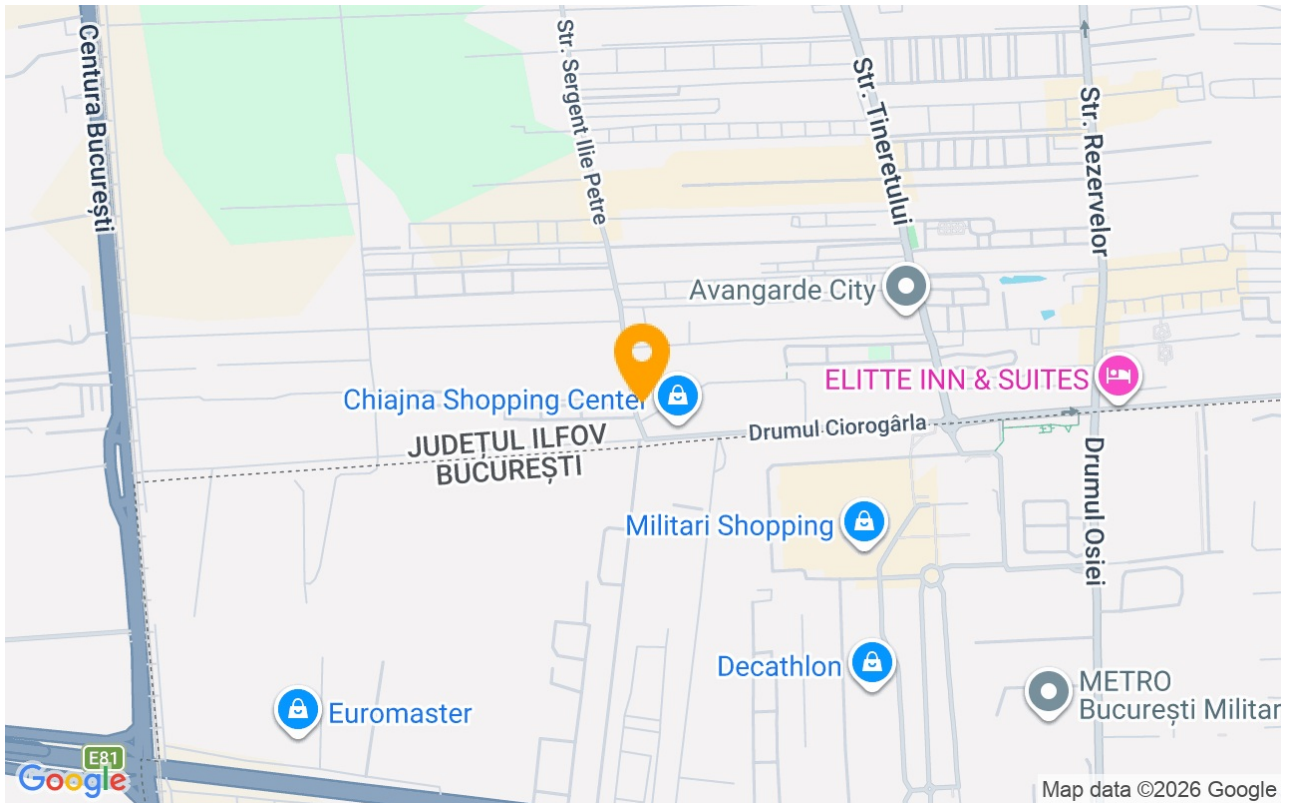 Centura București
Str. Sergent Ilie Petre
Str. Tineretului
Str. Rezervelor
Avangarde City
ELITTE INN & SUITES
Chiajna Shopping Center
Drumul Ciorogârla
JUDEȚUL ILFOV
BUCUREȘTI
Drumul Osiei
Militari Shopping
Decathlon
METRO
București Militar
Euromaster
E81
Google
Map data ©2026 Google